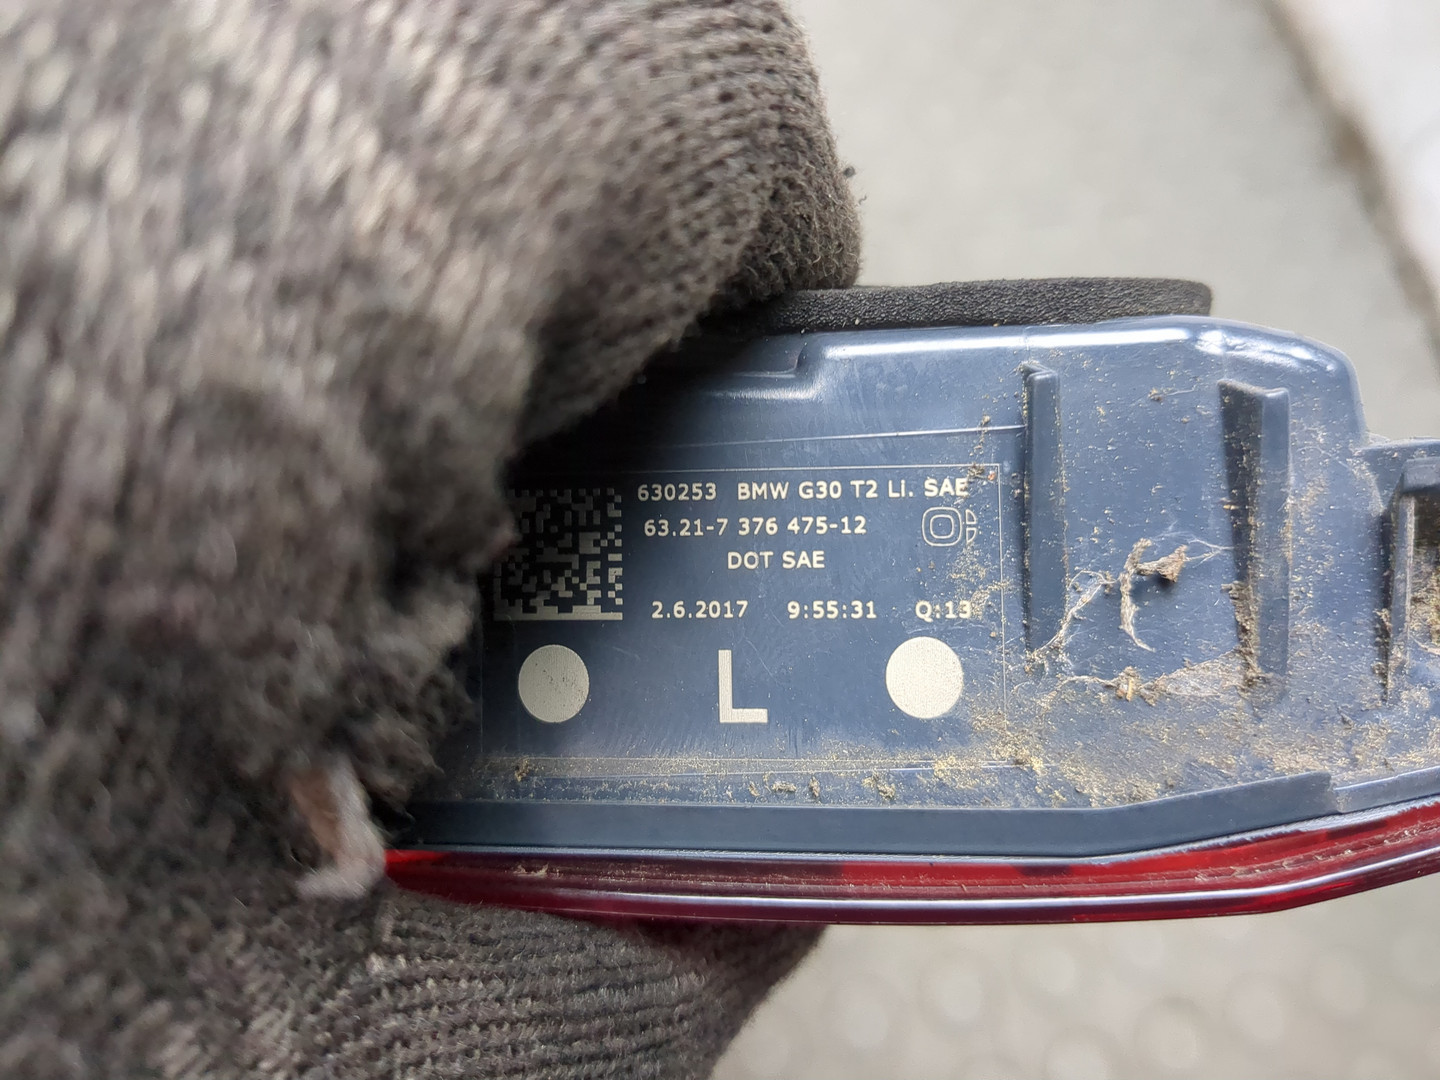 630253 BMW G30 T2 Li. SAE
63.21-7 376 475-12
DOT SAE
2.6.2017 9:55:31 Q:13
L